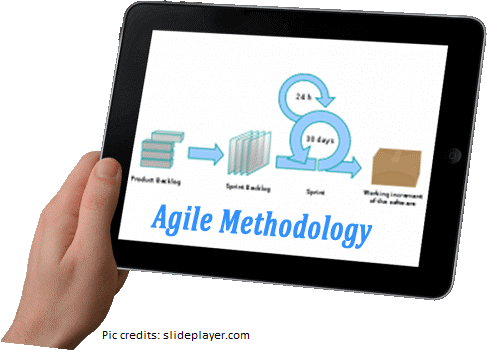 24 h
30 days
Product Backlog
Sprint Backlog
Sprint
Working increment
of the software
Agile Methodology
Pic credits: slideplayer.com